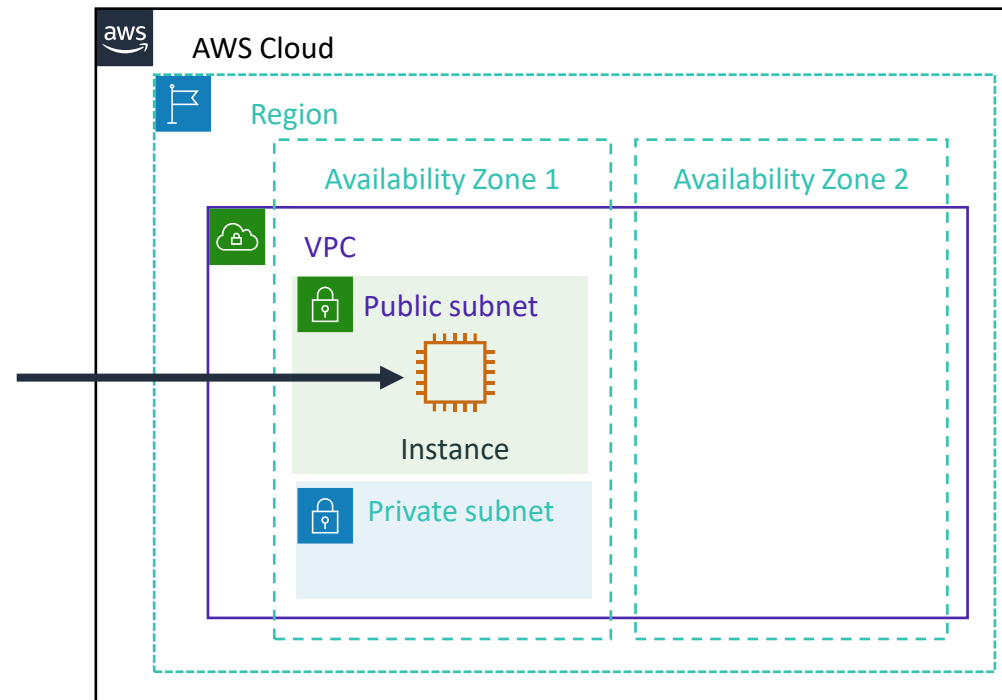 aws
AWS Cloud
Region
Availability Zone 1
Availability Zone 2
VPC
Public subnet
Instance
Private subnet